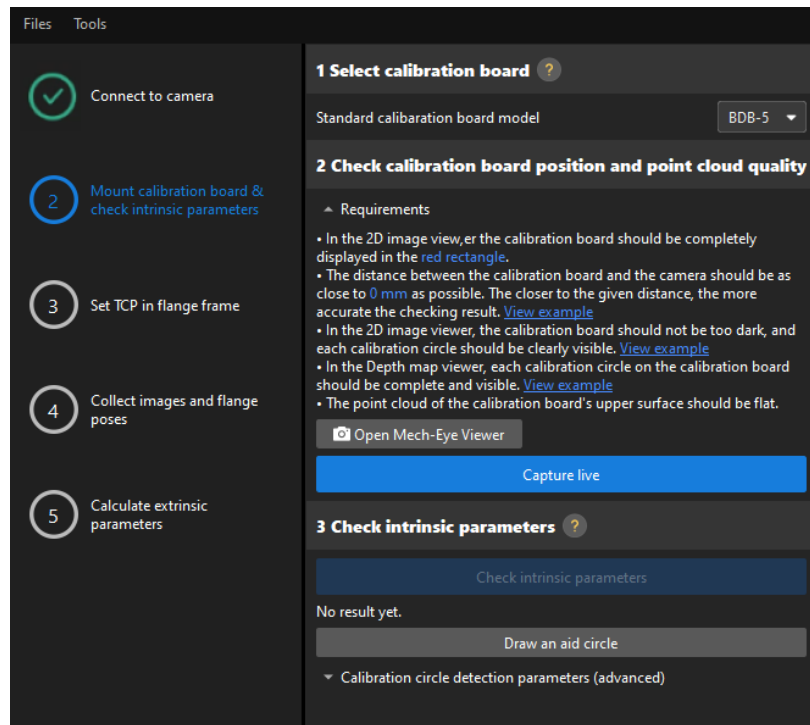 Files Tools
Connect to camera
2
Mount calibration board &
check intrinsic parameters
3
Set TCP in flange frame
4
Collect images and flange
poses
5
Calculate extrinsic
parameters
1 Select calibration board ?
Standard calibaration board model BDB-5
2 Check calibration board position and point cloud quality
Requirements
• In the 2D image view,er the calibration board should be completely
displayed in the red rectangle.
• The distance between the calibration board and the camera should be as
close to 0 mm as possible. The closer to the given distance, the more
accurate the checking result. View example
• In the 2D image viewer, the calibration board should not be too dark, and
each calibration circle should be clearly visible. View example
• In the Depth map viewer, each calibration circle on the calibration board
should be complete and visible. View example
• The point cloud of the calibration board's upper surface should be flat.
Open Mech-Eye Viewer
Capture live
3 Check intrinsic parameters ?
Check intrinsic parameters
No result yet.
Draw an aid circle
Calibration circle detection parameters (advanced)